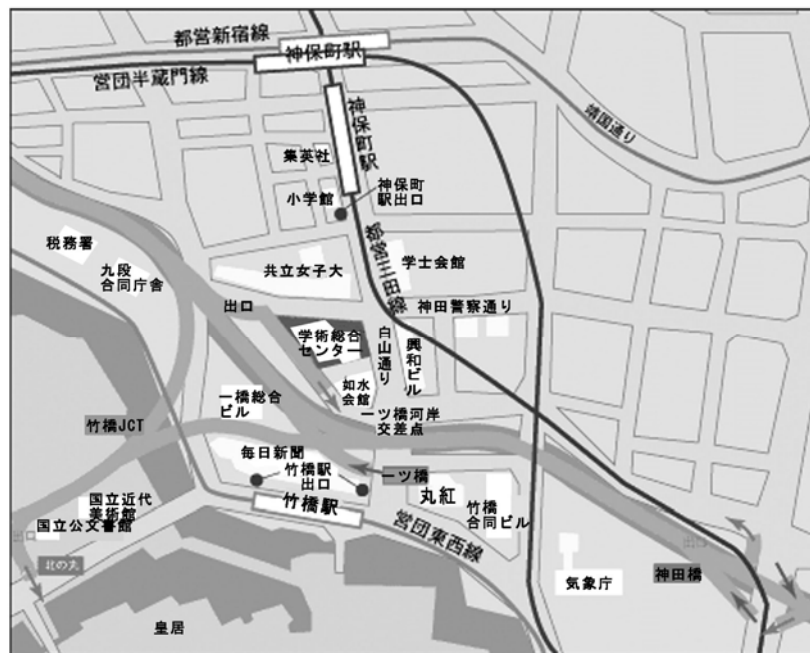 都営新宿線
神保町駅
営団半蔵門線
神保町駅
靖国通り
集英社
小学館
神保町
駅出口
税務署
九段
合同庁舎
共立女子大
学士会館
都営三田線
出口
神田警察通り
学術総合
センター
白山通り
興和ビル
如水
会館
一橋総合
ビル
一ツ橋河岸
交差点
竹橋JCT
毎日新聞
竹橋駅
出口
一ツ橋
丸紅
竹橋
合同ビル
国立近代
美術館
国立公文書館
竹橋駅
営団東西線
出口
出口
北の丸
気象庁
神田橋
皇居